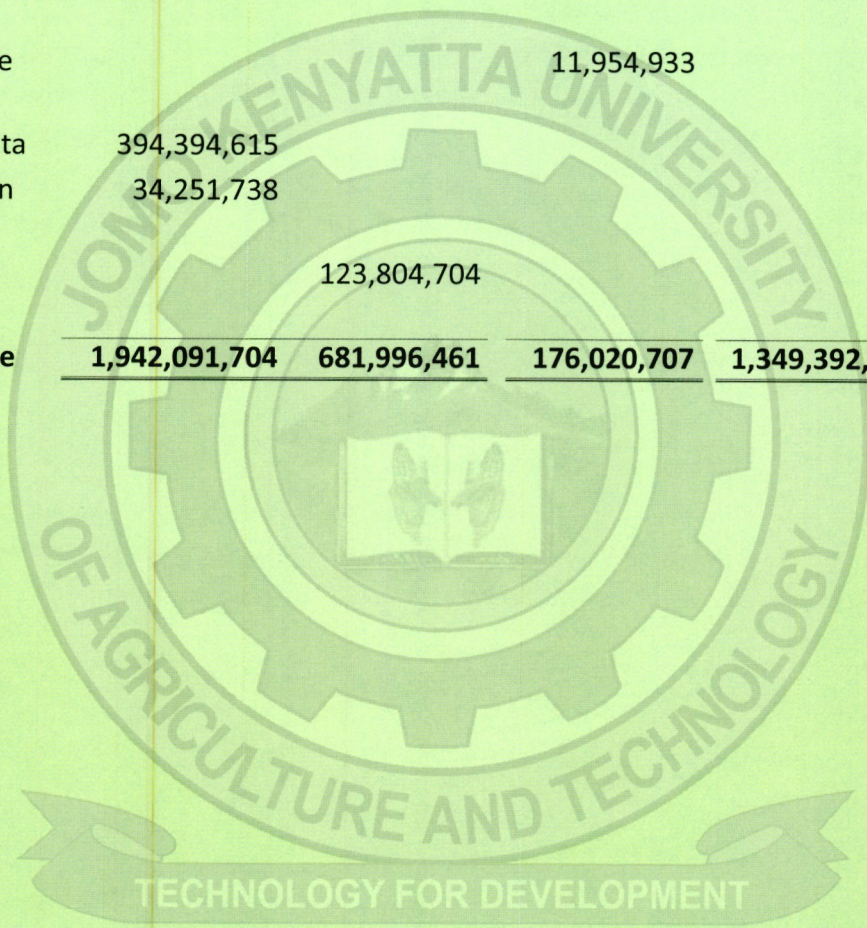 e 11,954,933
ta 394,394,615
n 34,251,738
123,804,704
e 1,942,091,704 681,996,461 176,020,707 1,349,392,
JOMO KENYATTA UNIVERSITY
OF AGRICULTURE AND TECHNOLOGY
TECHNOLOGY FOR DEVELOPMENT